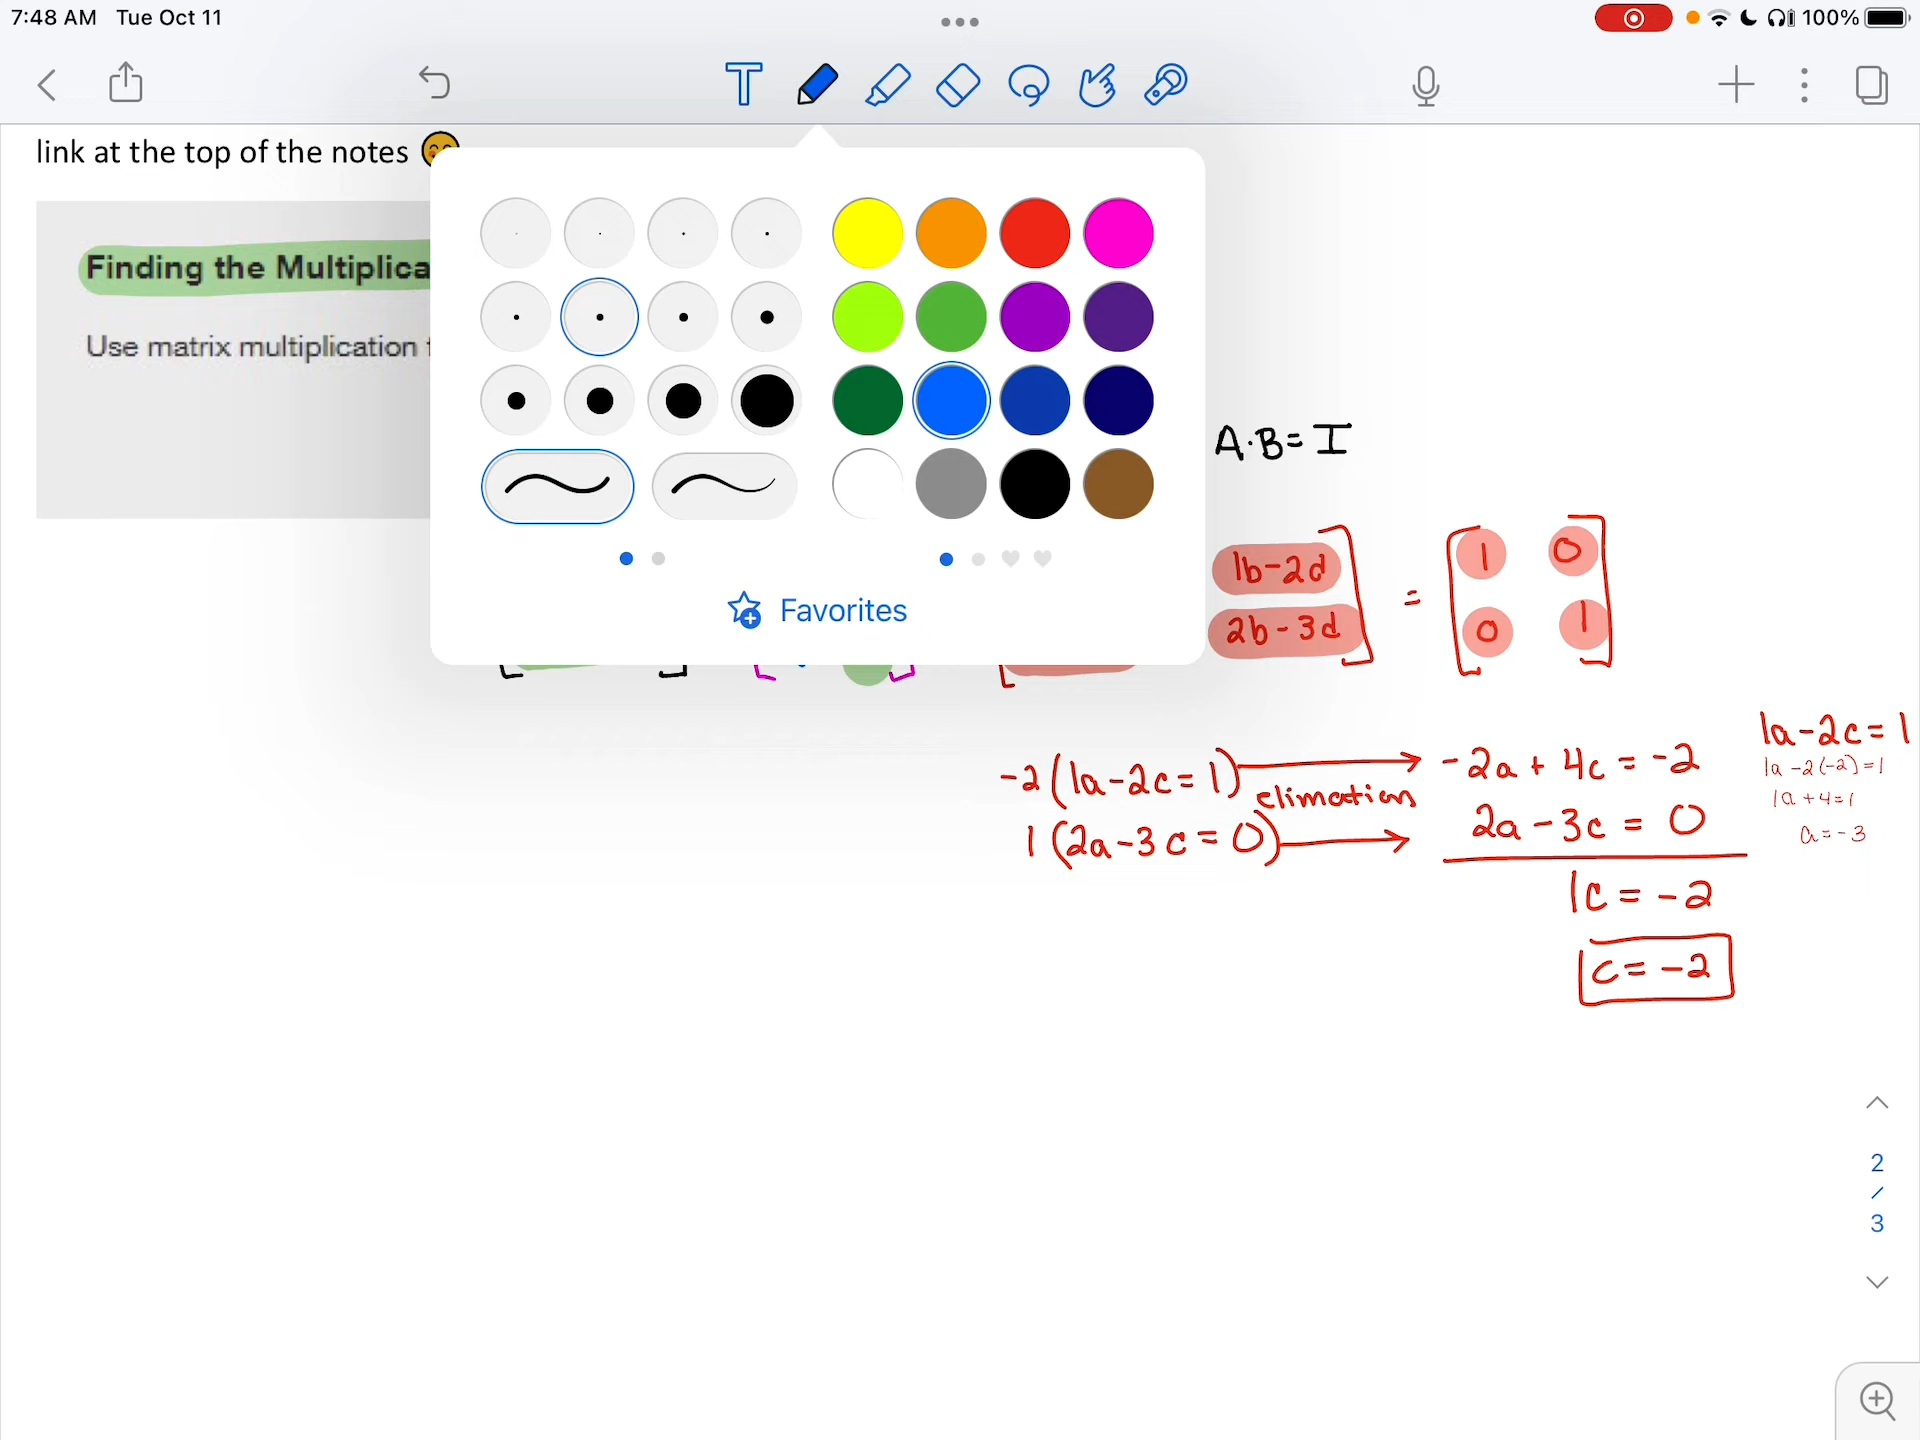 7:48 AM Tue Oct 11
100%
T
link at the top of the notes
Finding the Multiplica
Use matrix multiplication
Favorites
A·B = I
1b-2d
2b-3d
=
1 0
0 1
-2(1a-2c=1)
elimations
1(2a-3c=0)
-2a+4c=-2
2a-3c=0
1c=-2
c=-2
1a-2c=1
1a-2(-2)=1
1a+4=1
a=-3
2
/
3